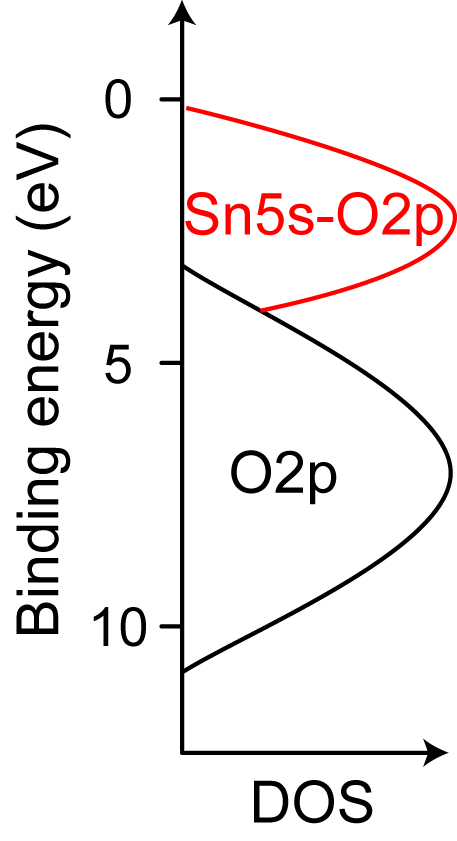 0
Sn5s-O2p
5
O2p
10
Binding energy (eV)
DOS